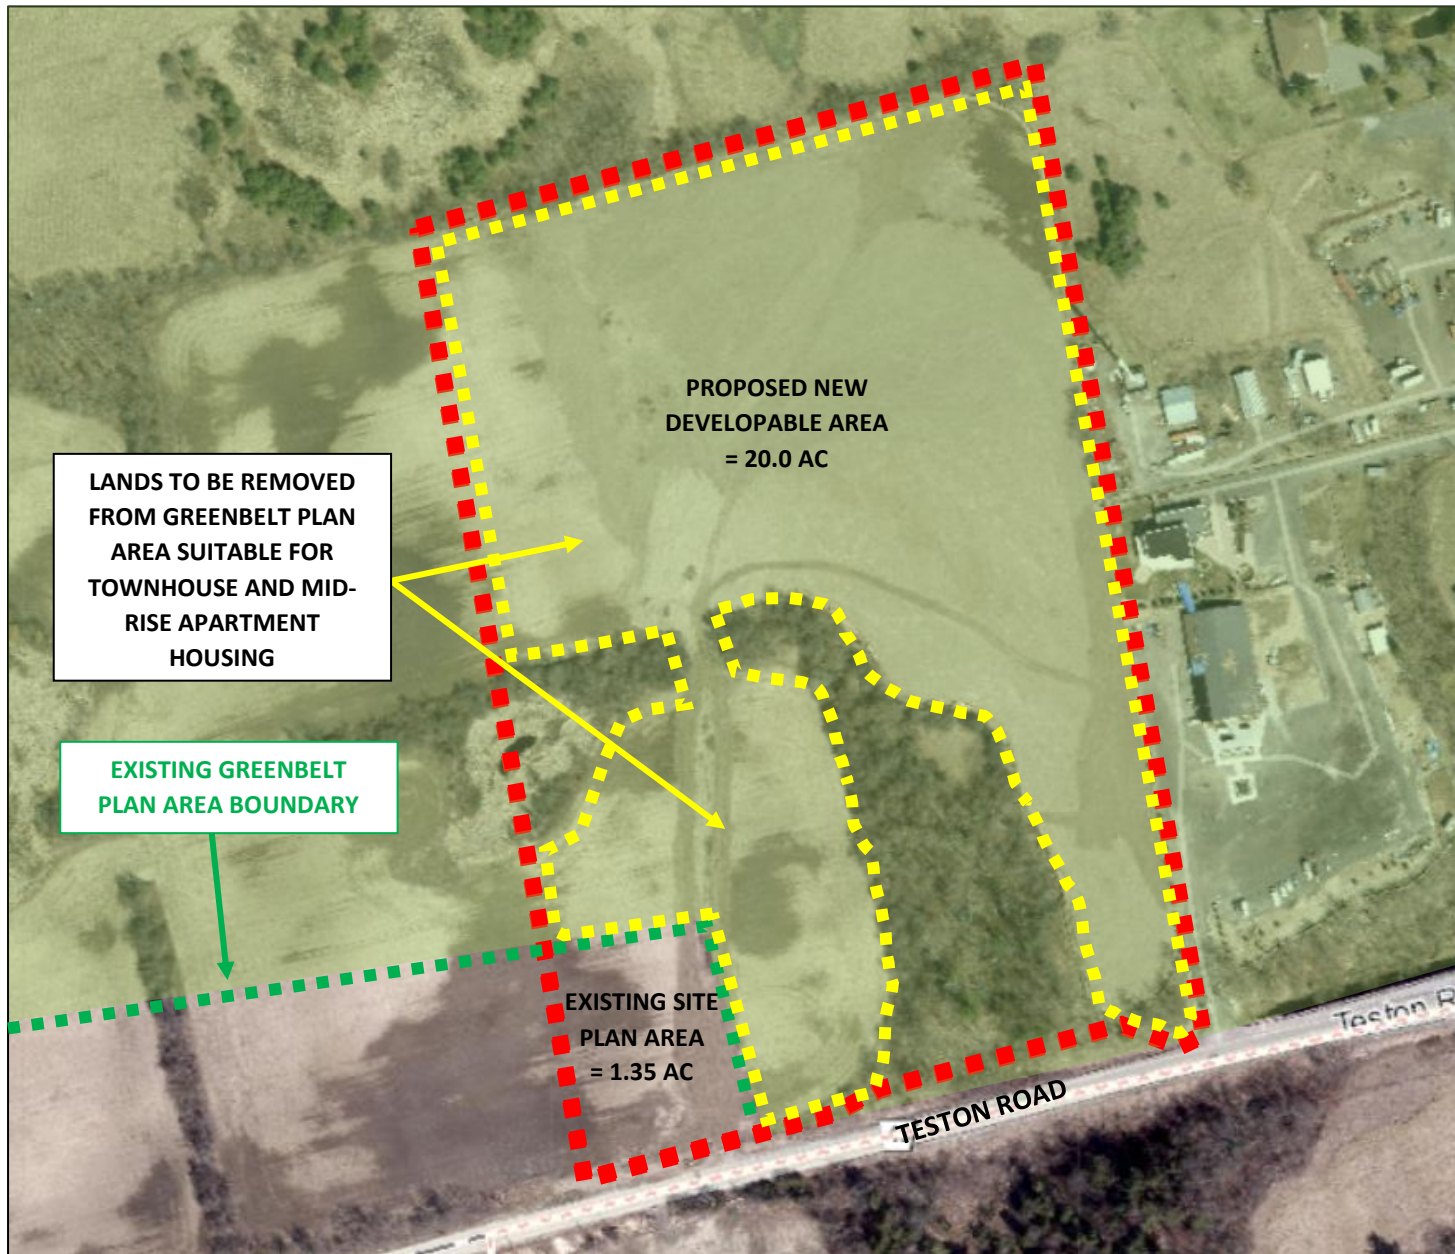 PROPOSED NEW
DEVELOPABLE AREA
= 20.0 AC
LANDS TO BE REMOVED
FROM GREENBELT PLAN
AREA SUITABLE FOR
TOWNHOUSE AND MID-
RISE APARTMENT
HOUSING
EXISTING GREENBELT
PLAN AREA BOUNDARY
EXISTING SITE
PLAN AREA
= 1.35 AC
Teston R
TESTON ROAD